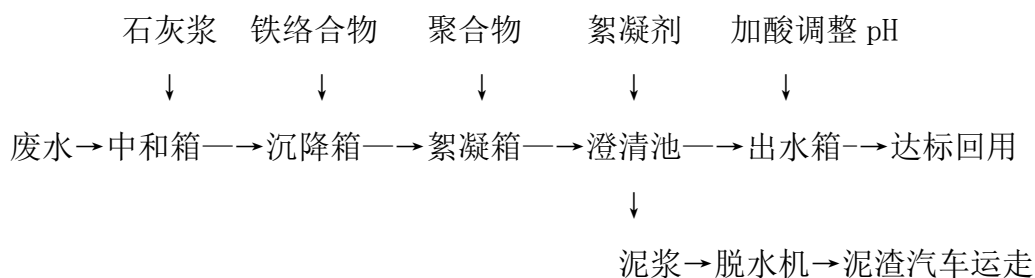 石灰浆 铁络合物 聚合物 絮凝剂 加酸调整 pH
↓ ↓ ↓ ↓ ↓
废水→中和箱—→沉降箱—→絮凝箱—→澄清池—→出水箱-→达标回用
↓
泥浆→脱水机→泥渣汽车运走